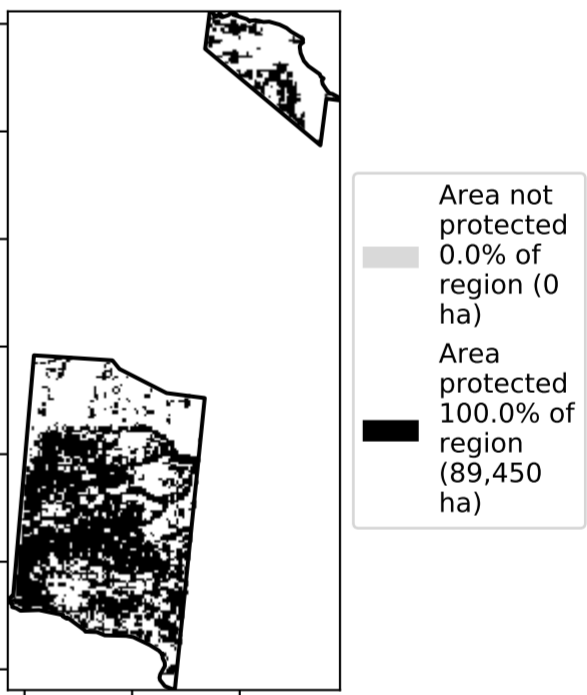 Area not
protected
0.0% of
region (0
ha)
Area
protected
100.0% of
region
(89,450
ha)